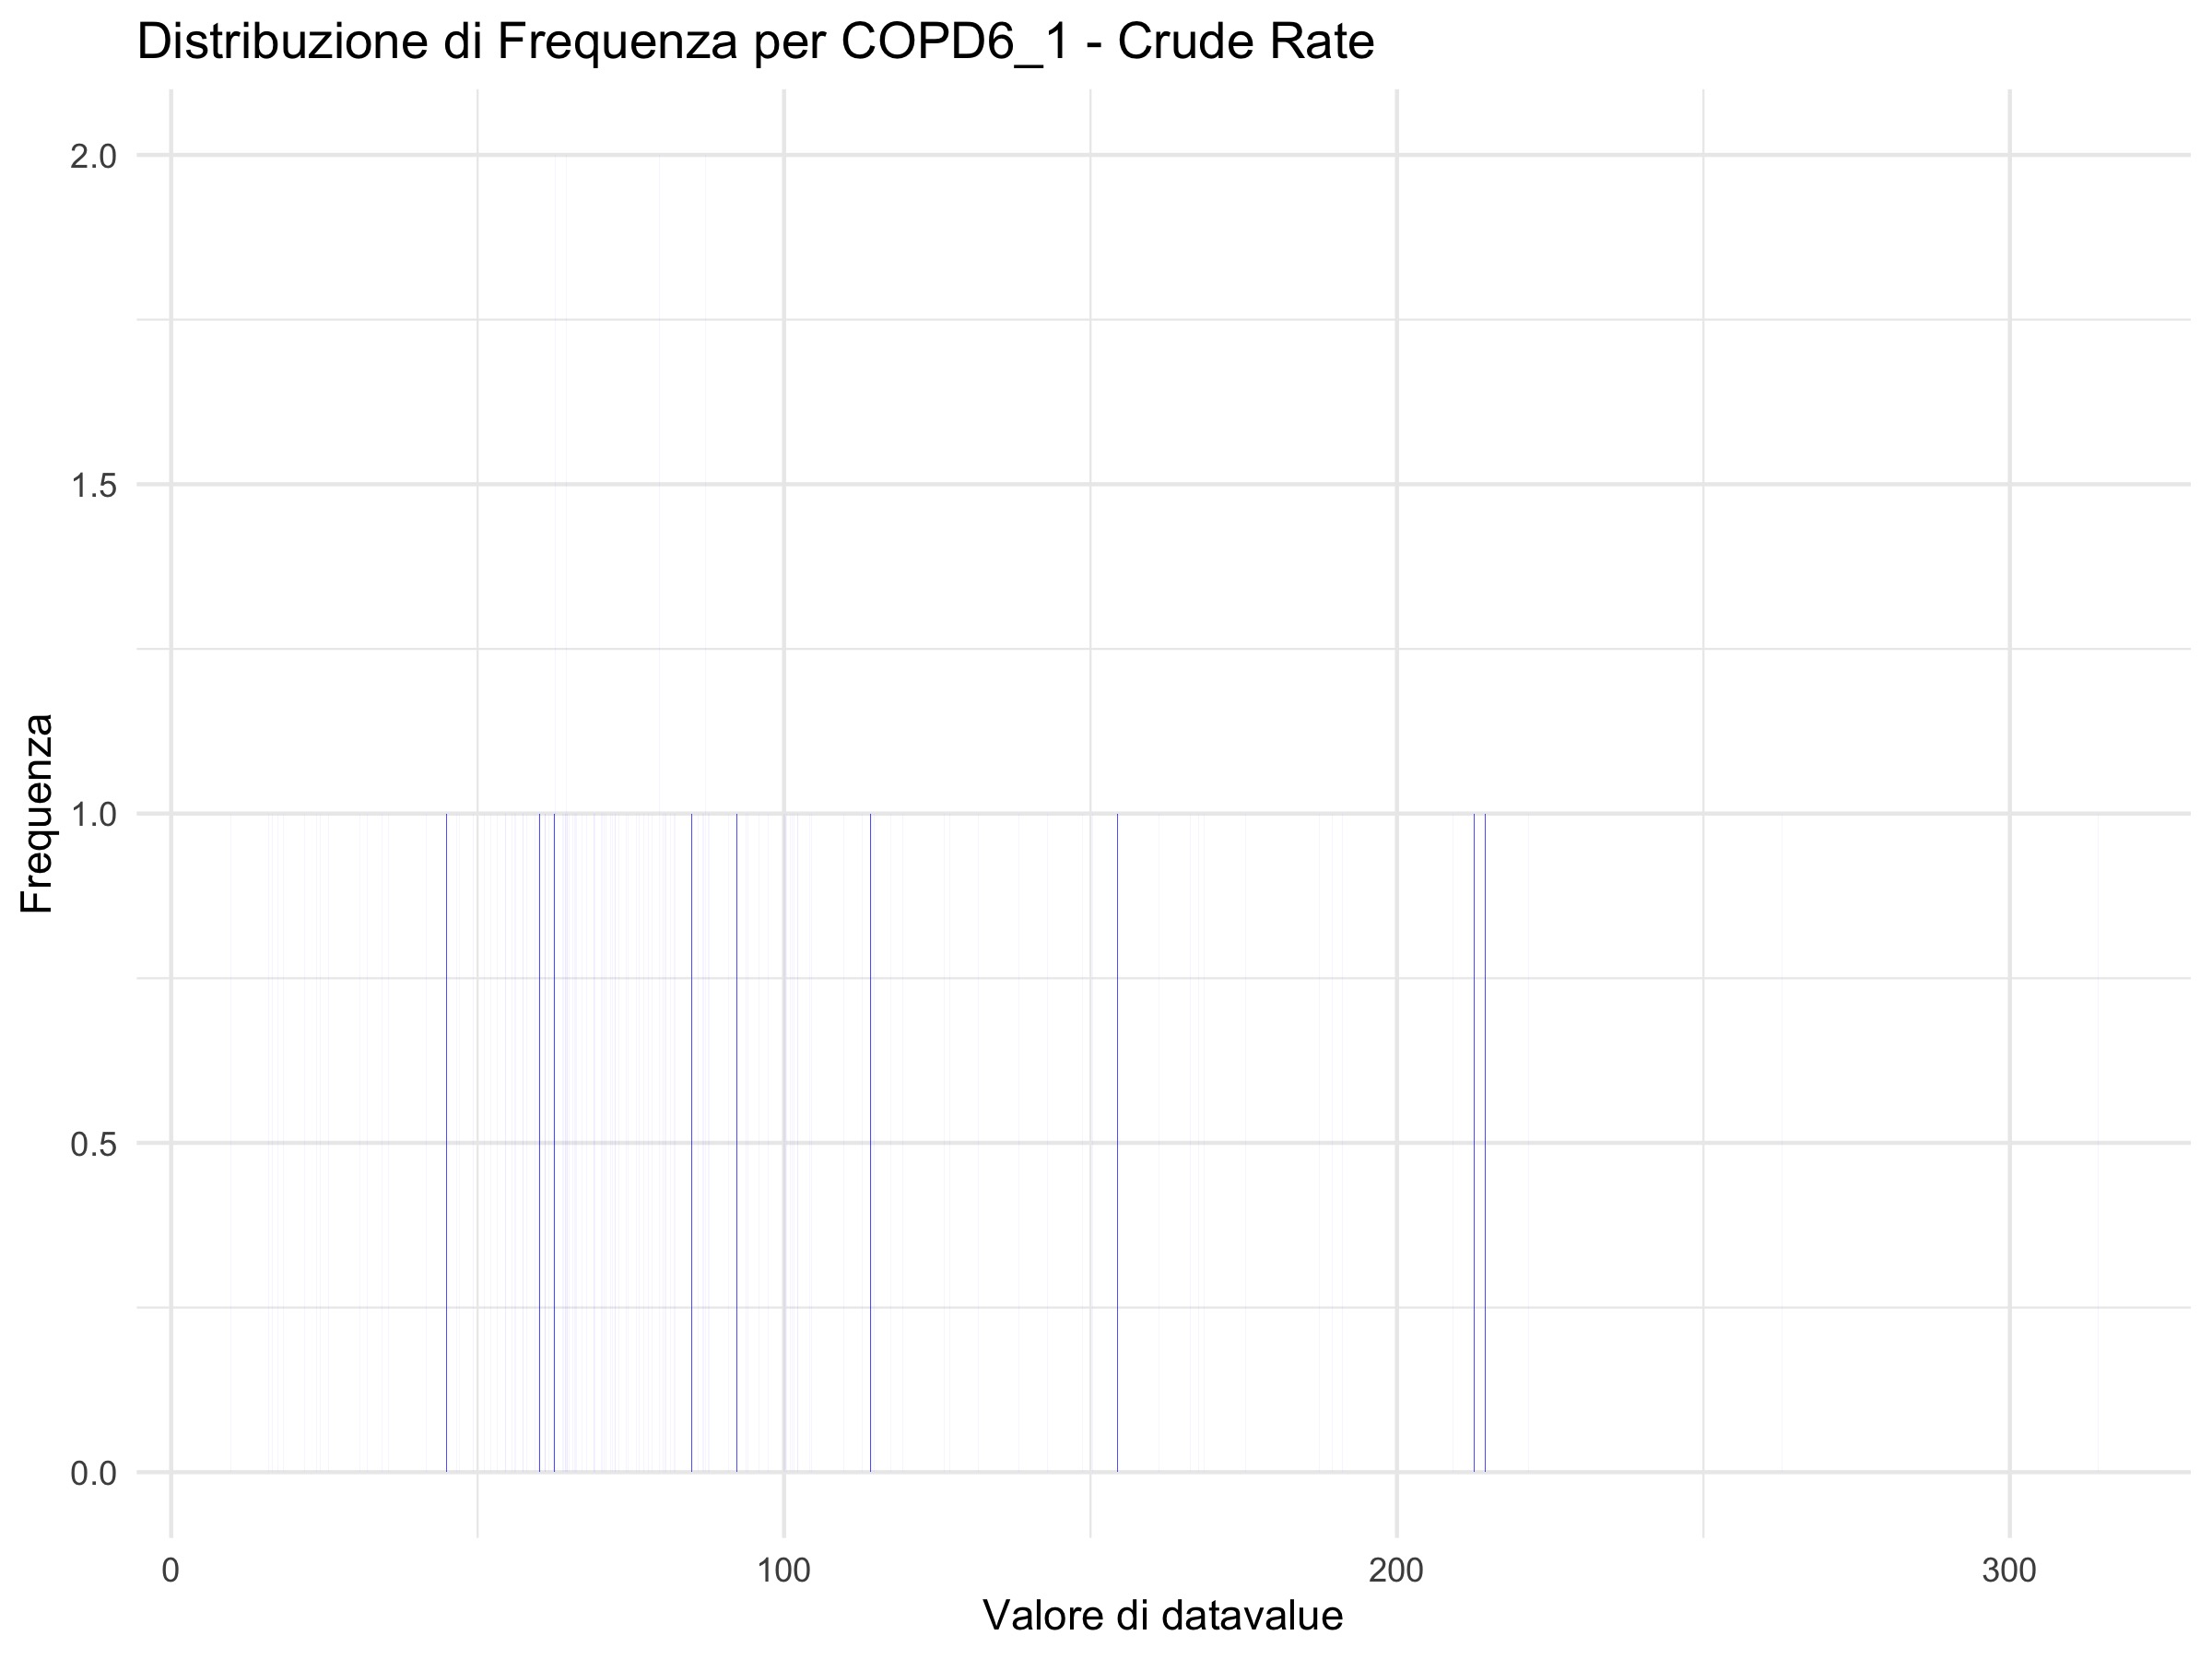 Distribuzione di Frequenza per COPD6_1 - Crude Rate
2.0
1.5
1.0
0.5
0.0
Frequenza
0 100 200 300
Valore di datavalue